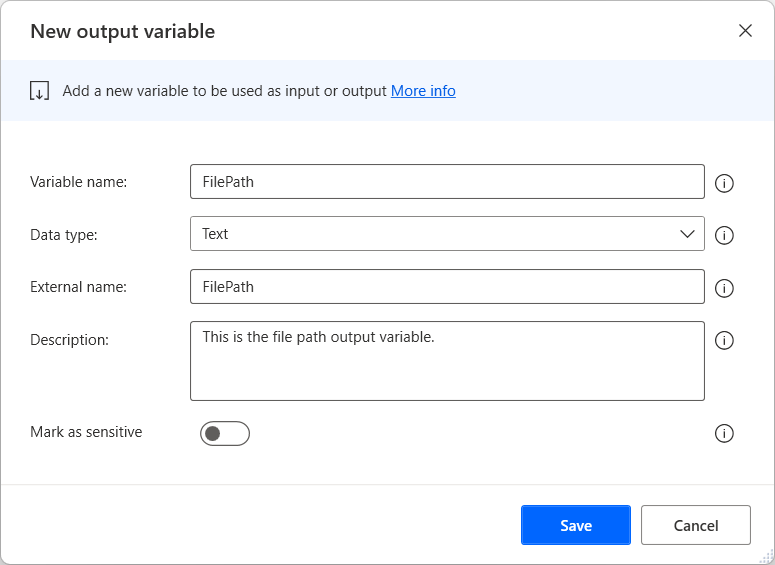 New output variable
Add a new variable to be used as input or output More info
Variable name:
FilePath
Data type:
Text
External name:
FilePath
Description:
This is the file path output variable.
Mark as sensitive
Save
Cancel